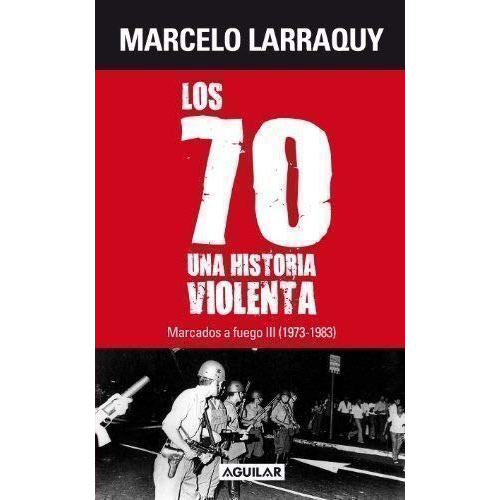 MARCELO LARRAQUY
LOS
70
UNA HISTORIA
VIOLENTA
Marcados a fuego III (1973-1983)
AGUILAR